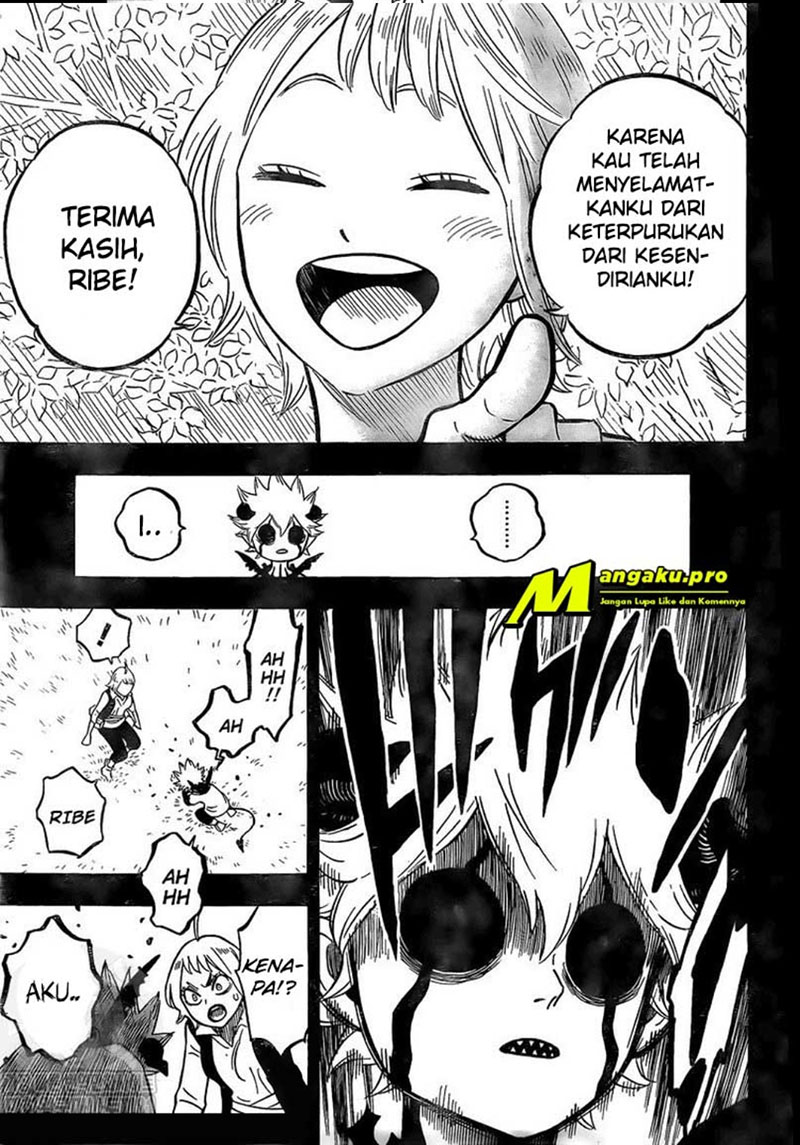 KARENA
KAU TELAH
MENYELAMAT-
KANKU DARI
KETERPURUKAN
DARI KESEN-
DIRIANKU!
TERIMA
KASIH,
RIBE!
.........
I..
Mangaku.pro
Jangan Lupa Like dan Komennya
AH
HH
!!
AH
!!
RIBE
AH
HH
KENA-
PA!?
AKU..